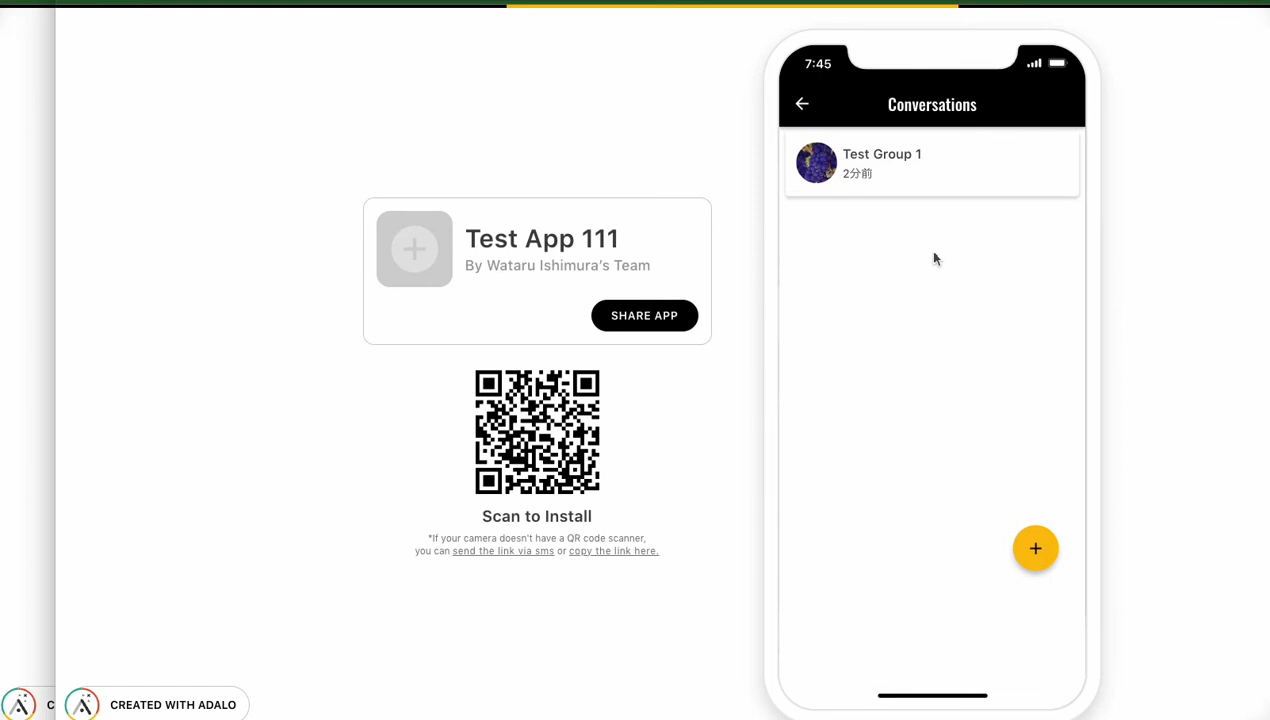 7:45
Conversations
Test Group 1
2分前
Test App 111
By Wataru Ishimura's Team
SHARE APP
Scan to Install
*If your camera doesn't have a QR code scanner,
you can send the link via sms or copy the link here.
C
CREATED WITH ADALO